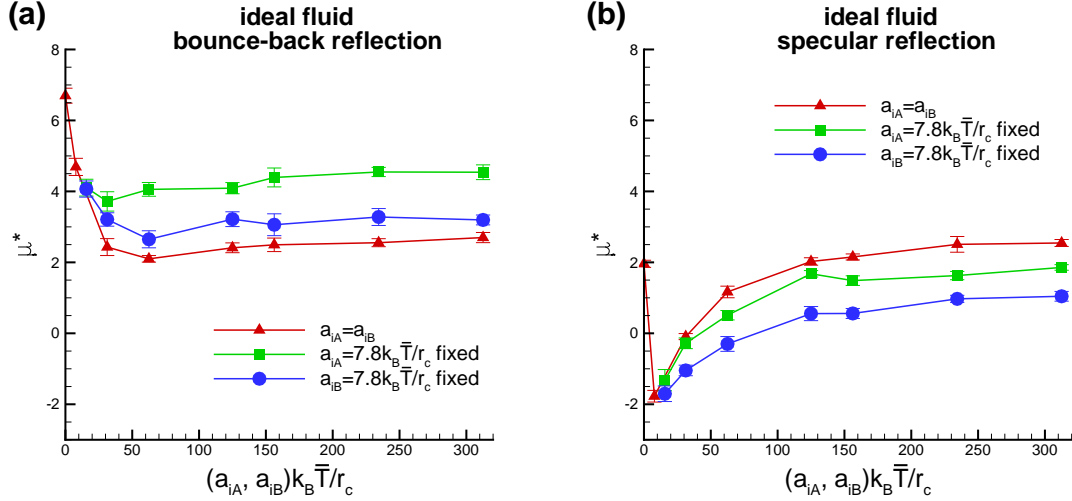 (a)
ideal fluid
bounce-back reflection
8
6
4
2
0
-2
μ*
a_iA=a_iB
a_iA=7.8k_BT̅/r_c fixed
a_iB=7.8k_BT̅/r_c fixed
0 50 100 150 200 250 300
(a_iA, a_iB)k_BT̅/r_c
(b)
ideal fluid
specular reflection
8
6
4
2
0
-2
μ*
a_iA=a_iB
a_iA=7.8k_BT̅/r_c fixed
a_iB=7.8k_BT̅/r_c fixed
0 50 100 150 200 250 300
(a_iA, a_iB)k_BT̅/r_c